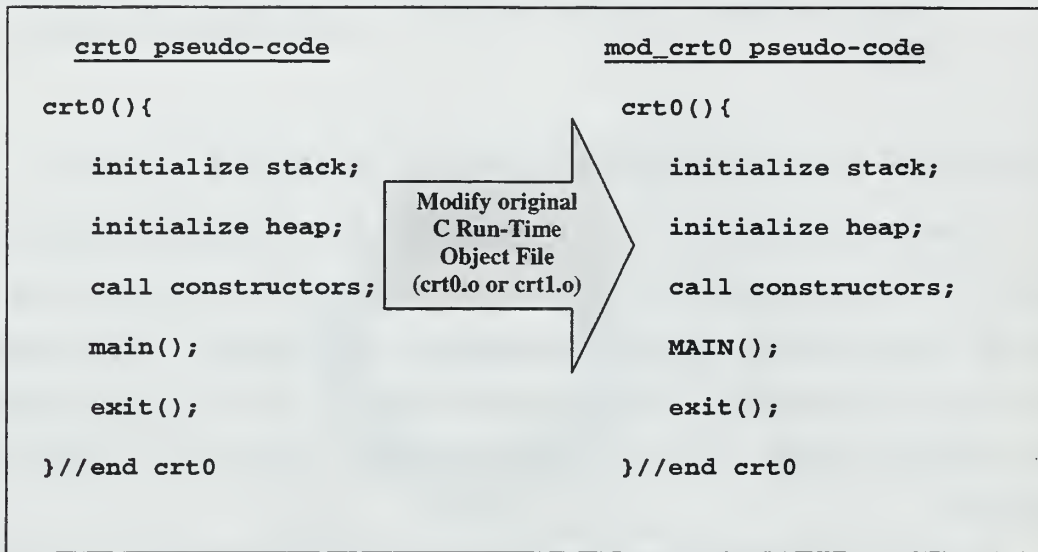 crt0 pseudo-code
crt0(){
initialize stack;
initialize heap;
call constructors;
main();
exit();
}//end crt0
Modify original
C Run-Time
Object File
(crt0.o or crt1.o)
mod_crt0 pseudo-code
crt0(){
initialize stack;
initialize heap;
call constructors;
MAIN();
exit();
}//end crt0